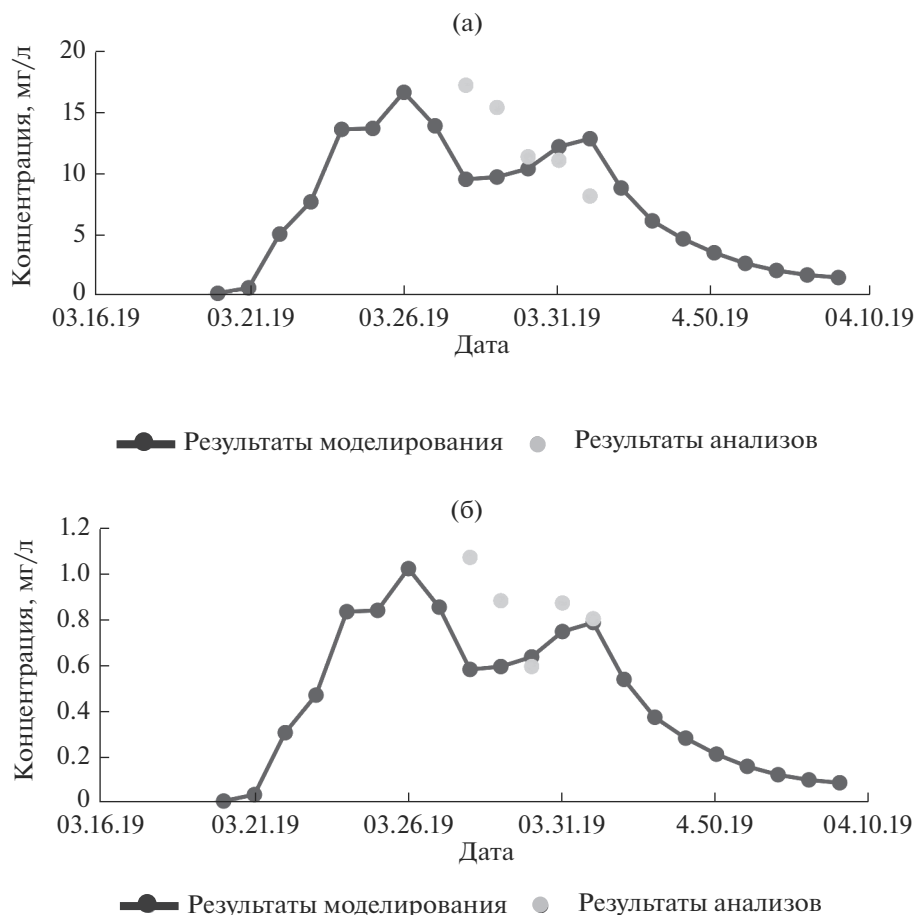 (а)
Концентрация, мг/л
20
15
10
5
0
03.16.19 03.21.19 03.26.19 03.31.19 4.50.19 04.10.19
Дата
Результаты моделирования Результаты анализов
(б)
Концентрация, мг/л
1.2
1.0
0.8
0.6
0.4
0.2
0
03.16.19 03.21.19 03.26.19 03.31.19 4.50.19 04.10.19
Дата
Результаты моделирования Результаты анализов